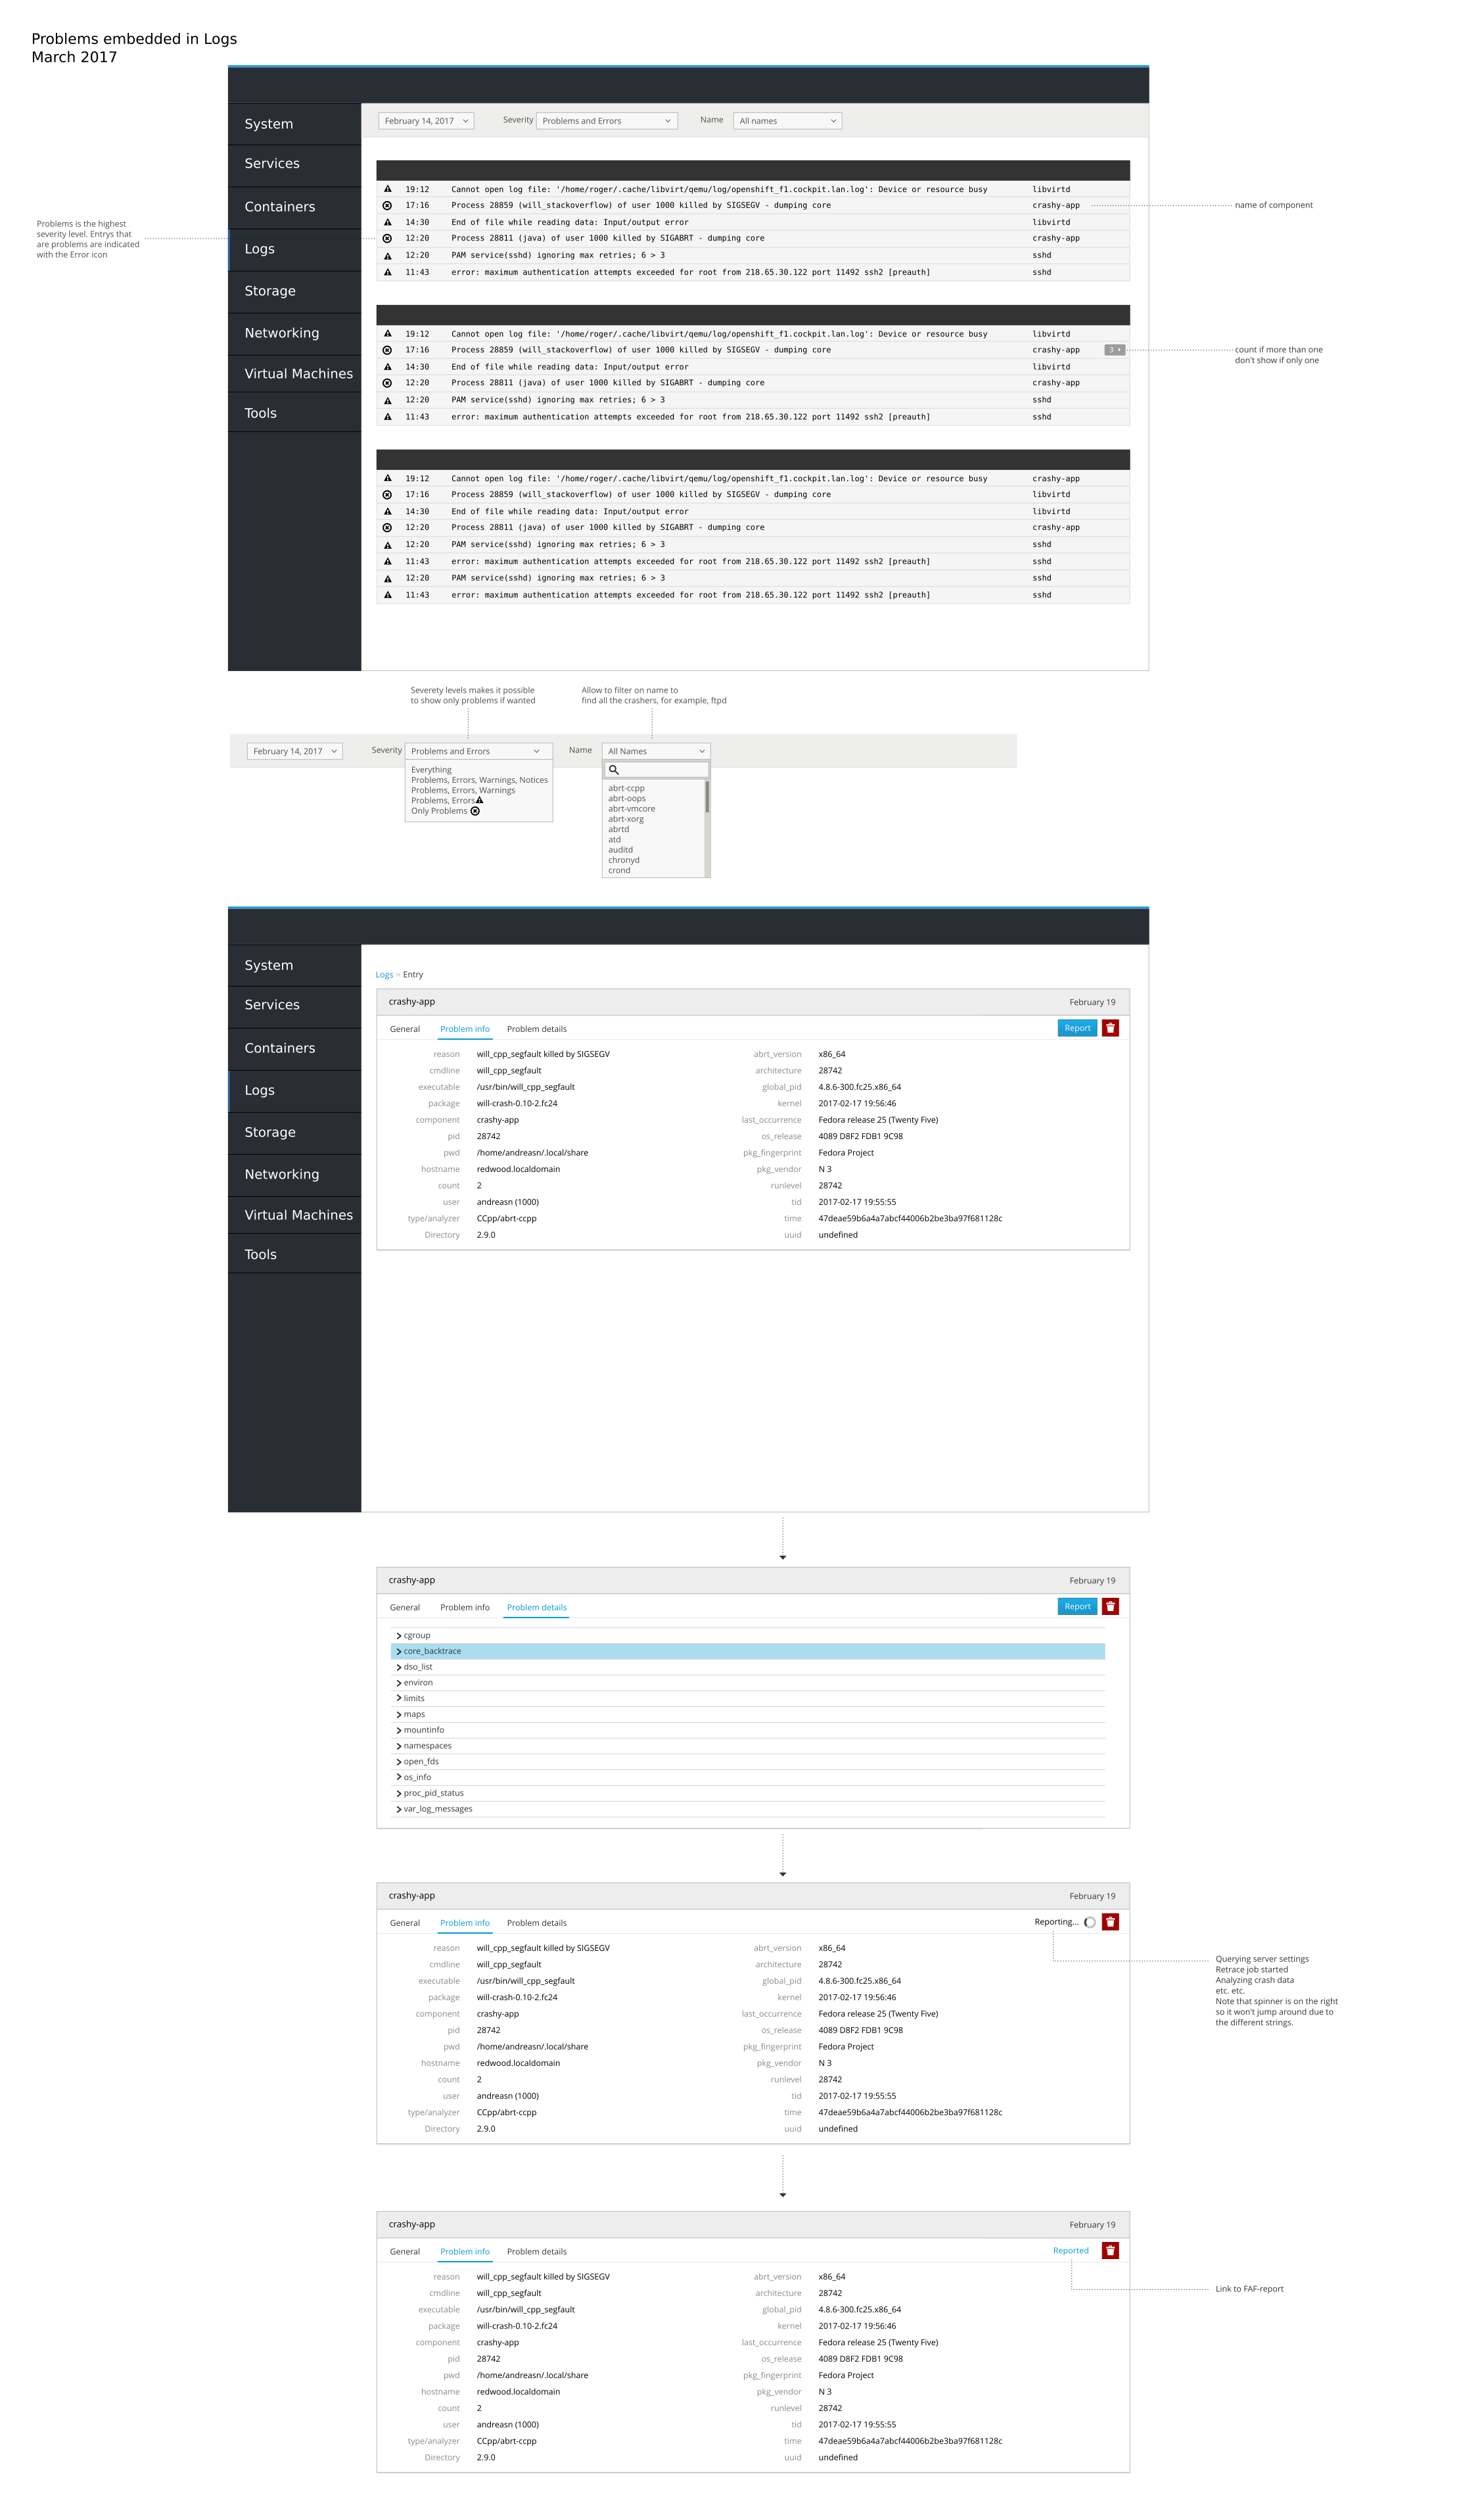 Problems embedded in Logs
March 2017
System
Services
Containers
Logs
Storage
Networking
Virtual Machines
Tools
February 14, 2017
Severity
Problems and Errors
Name
All names
19:12 Cannot open log file: '/home/roger/.cache/libvirt/qemu/log/openshift_f1.cockpit.lan.log': Device or resource busy libvirtd
17:16 Process 28859 (will_stackoverflow) of user 1000 killed by SIGSEGV - dumping core crashy-app
14:30 End of file while reading data: Input/output error libvirtd
12:20 Process 28811 (java) of user 1000 killed by SIGABRT - dumping core crashy-app
12:20 PAM service(sshd) ignoring max retries; 6 > 3 sshd
11:43 error: maximum authentication attempts exceeded for root from 218.65.30.122 port 11492 ssh2 [preauth] sshd
name of component
Problems is the highest
severity level. Entrys that
are problems are indicated
with the Error icon
19:12 Cannot open log file: '/home/roger/.cache/libvirt/qemu/log/openshift_f1.cockpit.lan.log': Device or resource busy libvirtd
17:16 Process 28859 (will_stackoverflow) of user 1000 killed by SIGSEGV - dumping core crashy-app 3
14:30 End of file while reading data: Input/output error libvirtd
12:20 Process 28811 (java) of user 1000 killed by SIGABRT - dumping core crashy-app
12:20 PAM service(sshd) ignoring max retries; 6 > 3 sshd
11:43 error: maximum authentication attempts exceeded for root from 218.65.30.122 port 11492 ssh2 [preauth] sshd
count if more than one
don't show if only one
19:12 Cannot open log file: '/home/roger/.cache/libvirt/qemu/log/openshift_f1.cockpit.lan.log': Device or resource busy crashy-app
17:16 Process 28859 (will_stackoverflow) of user 1000 killed by SIGSEGV - dumping core libvirtd
14:30 End of file while reading data: Input/output error libvirtd
12:20 Process 28811 (java) of user 1000 killed by SIGABRT - dumping core crashy-app
12:20 PAM service(sshd) ignoring max retries; 6 > 3 sshd
11:43 error: maximum authentication attempts exceeded for root from 218.65.30.122 port 11492 ssh2 [preauth] sshd
12:20 PAM service(sshd) ignoring max retries; 6 > 3 sshd
11:43 error: maximum authentication attempts exceeded for root from 218.65.30.122 port 11492 ssh2 [preauth] sshd
Severety levels makes it possible
to show only problems if wanted
Allow to filter on name to
find all the crashers, for example, ftpd
February 14, 2017
Severity
Problems and Errors
Everything
Problems, Errors, Warnings, Notices
Problems, Errors, Warnings
Problems, Errors
Only Problems
Name
All Names
abrt-ccpp
abrt-oops
abrt-vmcore
abrt-xorg
abrtd
atd
auditd
chronyd
crond
System
Services
Containers
Logs
Storage
Networking
Virtual Machines
Tools
Logs » Entry
crashy-app February 19
General Problem info Problem details Report
reason will_cpp_segfault killed by SIGSEGV abrt_version x86_64
cmdline will_cpp_segfault architecture 28742
executable /usr/bin/will_cpp_segfault global_pid 4.8.6-300.fc25.x86_64
package will-crash-0.10-2.fc24 kernel 2017-02-17 19:56:46
component crashy-app last_occurrence Fedora release 25 (Twenty Five)
pid 28742 os_release 4089 D8F2 FDB1 9C98
pwd /home/andreasn/.local/share pkg_fingerprint Fedora Project
hostname redwood.localdomain pkg_vendor N 3
count 2 runlevel 28742
user andreasn (1000) tid 2017-02-17 19:55:55
type/analyzer CCpp/abrt-ccpp time 47deae59b6a4a7abcf44006b2be3ba97f681128c
Directory 2.9.0 uuid undefined
crashy-app February 19
General Problem info Problem details Report
cgroup
core_backtrace
dso_list
environ
limits
maps
mountinfo
namespaces
open_fds
os_info
proc_pid_status
var_log_messages
crashy-app February 19
General Problem info Problem details Reporting...
reason will_cpp_segfault killed by SIGSEGV abrt_version x86_64
cmdline will_cpp_segfault architecture 28742
executable /usr/bin/will_cpp_segfault global_pid 4.8.6-300.fc25.x86_64
package will-crash-0.10-2.fc24 kernel 2017-02-17 19:56:46
component crashy-app last_occurrence Fedora release 25 (Twenty Five)
pid 28742 os_release 4089 D8F2 FDB1 9C98
pwd /home/andreasn/.local/share pkg_fingerprint Fedora Project
hostname redwood.localdomain pkg_vendor N 3
count 2 runlevel 28742
user andreasn (1000) tid 2017-02-17 19:55:55
type/analyzer CCpp/abrt-ccpp time 47deae59b6a4a7abcf44006b2be3ba97f681128c
Directory 2.9.0 uuid undefined
Querying server settings
Retrace job started
Analyzing crash data
etc. etc.
Note that spinner is on the right
so it won't jump around due to
the different strings.
crashy-app February 19
General Problem info Problem details Reported
reason will_cpp_segfault killed by SIGSEGV abrt_version x86_64
cmdline will_cpp_segfault architecture 28742
executable /usr/bin/will_cpp_segfault global_pid 4.8.6-300.fc25.x86_64
package will-crash-0.10-2.fc24 kernel 2017-02-17 19:56:46
component crashy-app last_occurrence Fedora release 25 (Twenty Five)
pid 28742 os_release 4089 D8F2 FDB1 9C98
pwd /home/andreasn/.local/share pkg_fingerprint Fedora Project
hostname redwood.localdomain pkg_vendor N 3
count 2 runlevel 28742
user andreasn (1000) tid 2017-02-17 19:55:55
type/analyzer CCpp/abrt-ccpp time 47deae59b6a4a7abcf44006b2be3ba97f681128c
Directory 2.9.0 uuid undefined
Link to FAF-report